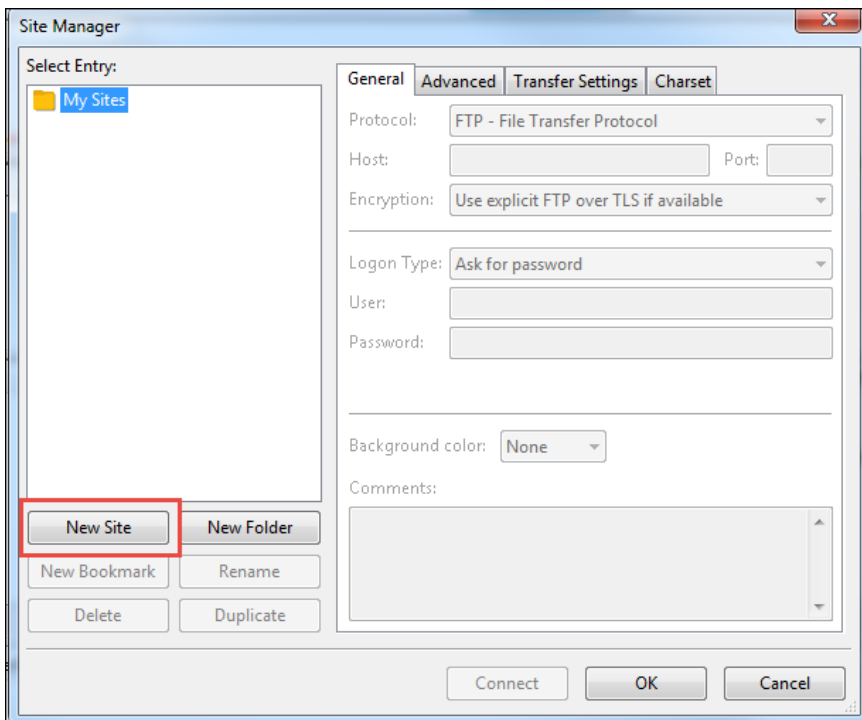 Site Manager
x
Select Entry:
My Sites
New Site
New Folder
New Bookmark
Rename
Delete
Duplicate
General
Advanced
Transfer Settings
Charset
Protocol:
FTP - File Transfer Protocol
Host:
Port:
Encryption:
Use explicit FTP over TLS if available
Logon Type:
Ask for password
User:
Password:
Background color:
None
Comments:
Connect
OK
Cancel